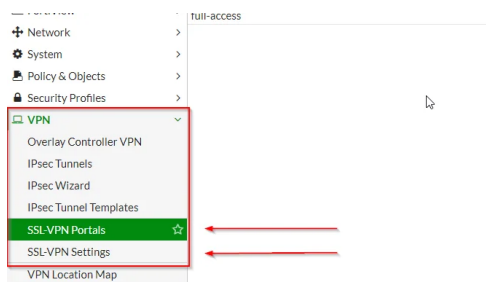 full-access
Network
System
Policy & Objects
Security Profiles
VPN
Overlay Controller VPN
IPsec Tunnels
IPsec Wizard
IPsec Tunnel Templates
SSL-VPN Portals
SSL-VPN Settings
VPN Location Map